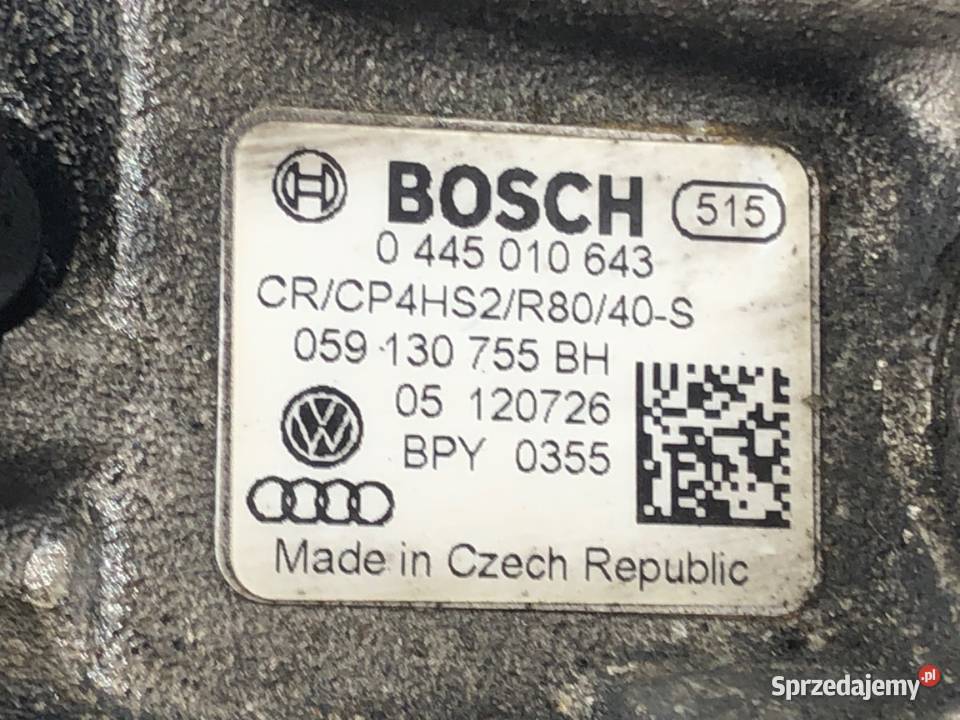 BOSCH 515
0 445 010 643
CR/CP4HS2/R80/40-S
059 130 755 BH
05 120726
BPY 0355
Made in Czech Republic
Sprzedajemy.pl